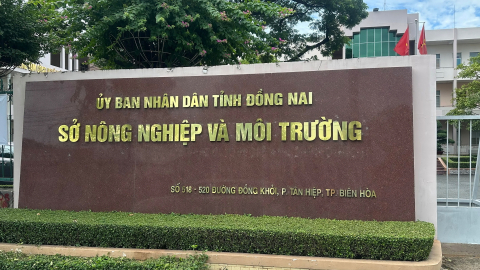 ỦY BAN NHÂN DÂN TỈNH ĐỒNG NAI
SỞ NÔNG NGHIỆP VÀ MÔI TRƯỜNG
SỐ 518 - 520 ĐƯỜNG ĐỒNG KHỞI, P. TÂN HIỆP, TP. BIÊN HÒA